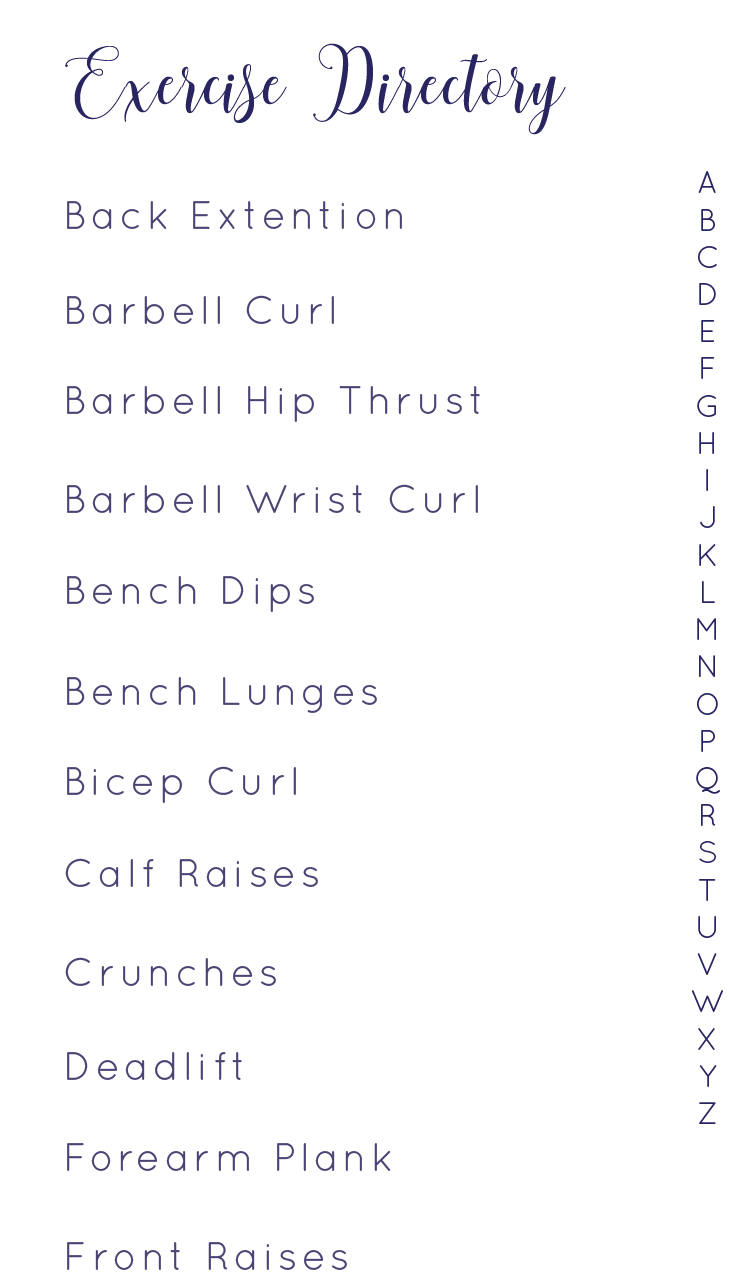 Exercise Directory
Back Extention
Barbell Curl
Barbell Hip Thrust
Barbell Wrist Curl
Bench Dips
Bench Lunges
Bicep Curl
Calf Raises
Crunches
Deadlift
Forearm Plank
Front Raises
A
B
C
D
E
F
G
H
I
J
K
L
M
N
O
P
Q
R
S
T
U
V
W
X
Y
Z